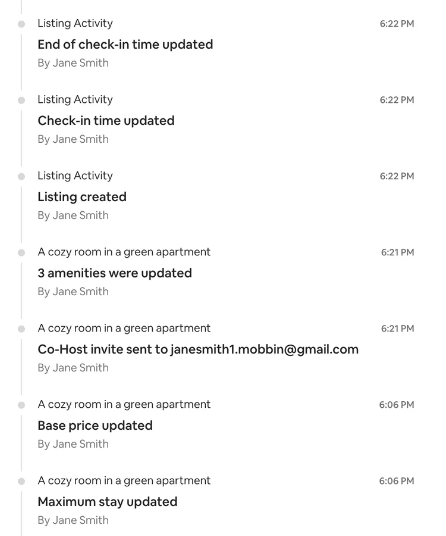 Listing Activity 6:22 PM
End of check-in time updated
By Jane Smith
Listing Activity 6:22 PM
Check-in time updated
By Jane Smith
Listing Activity 6:22 PM
Listing created
By Jane Smith
A cozy room in a green apartment 6:21 PM
3 amenities were updated
By Jane Smith
A cozy room in a green apartment 6:21 PM
Co-Host invite sent to janesmith1.mobbin@gmail.com
By Jane Smith
A cozy room in a green apartment 6:06 PM
Base price updated
By Jane Smith
A cozy room in a green apartment 6:06 PM
Maximum stay updated
By Jane Smith